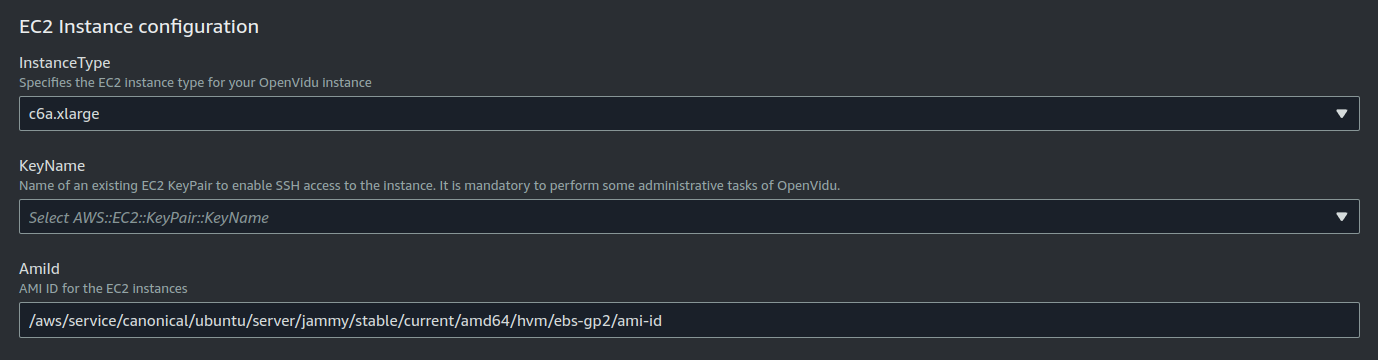 EC2 Instance configuration
InstanceType
Specifies the EC2 instance type for your OpenVidu instance
c6a.xlarge
KeyName
Name of an existing EC2 KeyPair to enable SSH access to the instance. It is mandatory to perform some administrative tasks of OpenVidu.
Select AWS::EC2::KeyPair::KeyName
AmiId
AMI ID for the EC2 instances
/aws/service/canonical/ubuntu/server/jammy/stable/current/amd64/hvm/ebs-gp2/ami-id